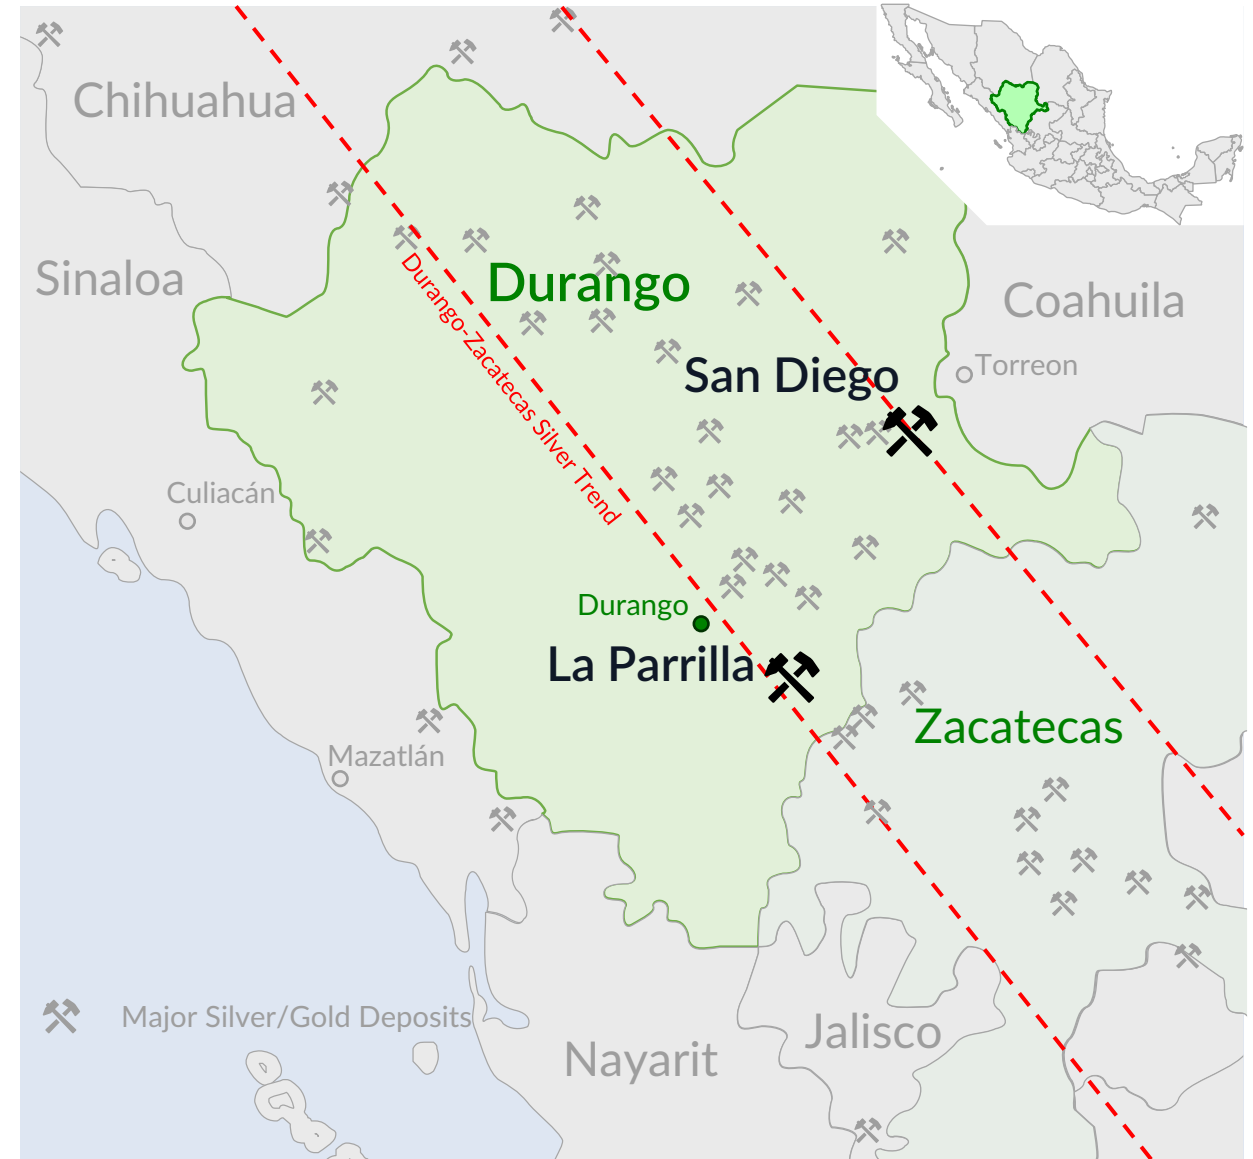 Chihuahua
Sinaloa
Durango
Coahuila
Durango-Zacatecas Silver Trend
Torreon
San Diego
Culiacán
Durango
La Parrilla
Zacatecas
Mazatlán
Major Silver/Gold Deposits
Jalisco
Nayarit